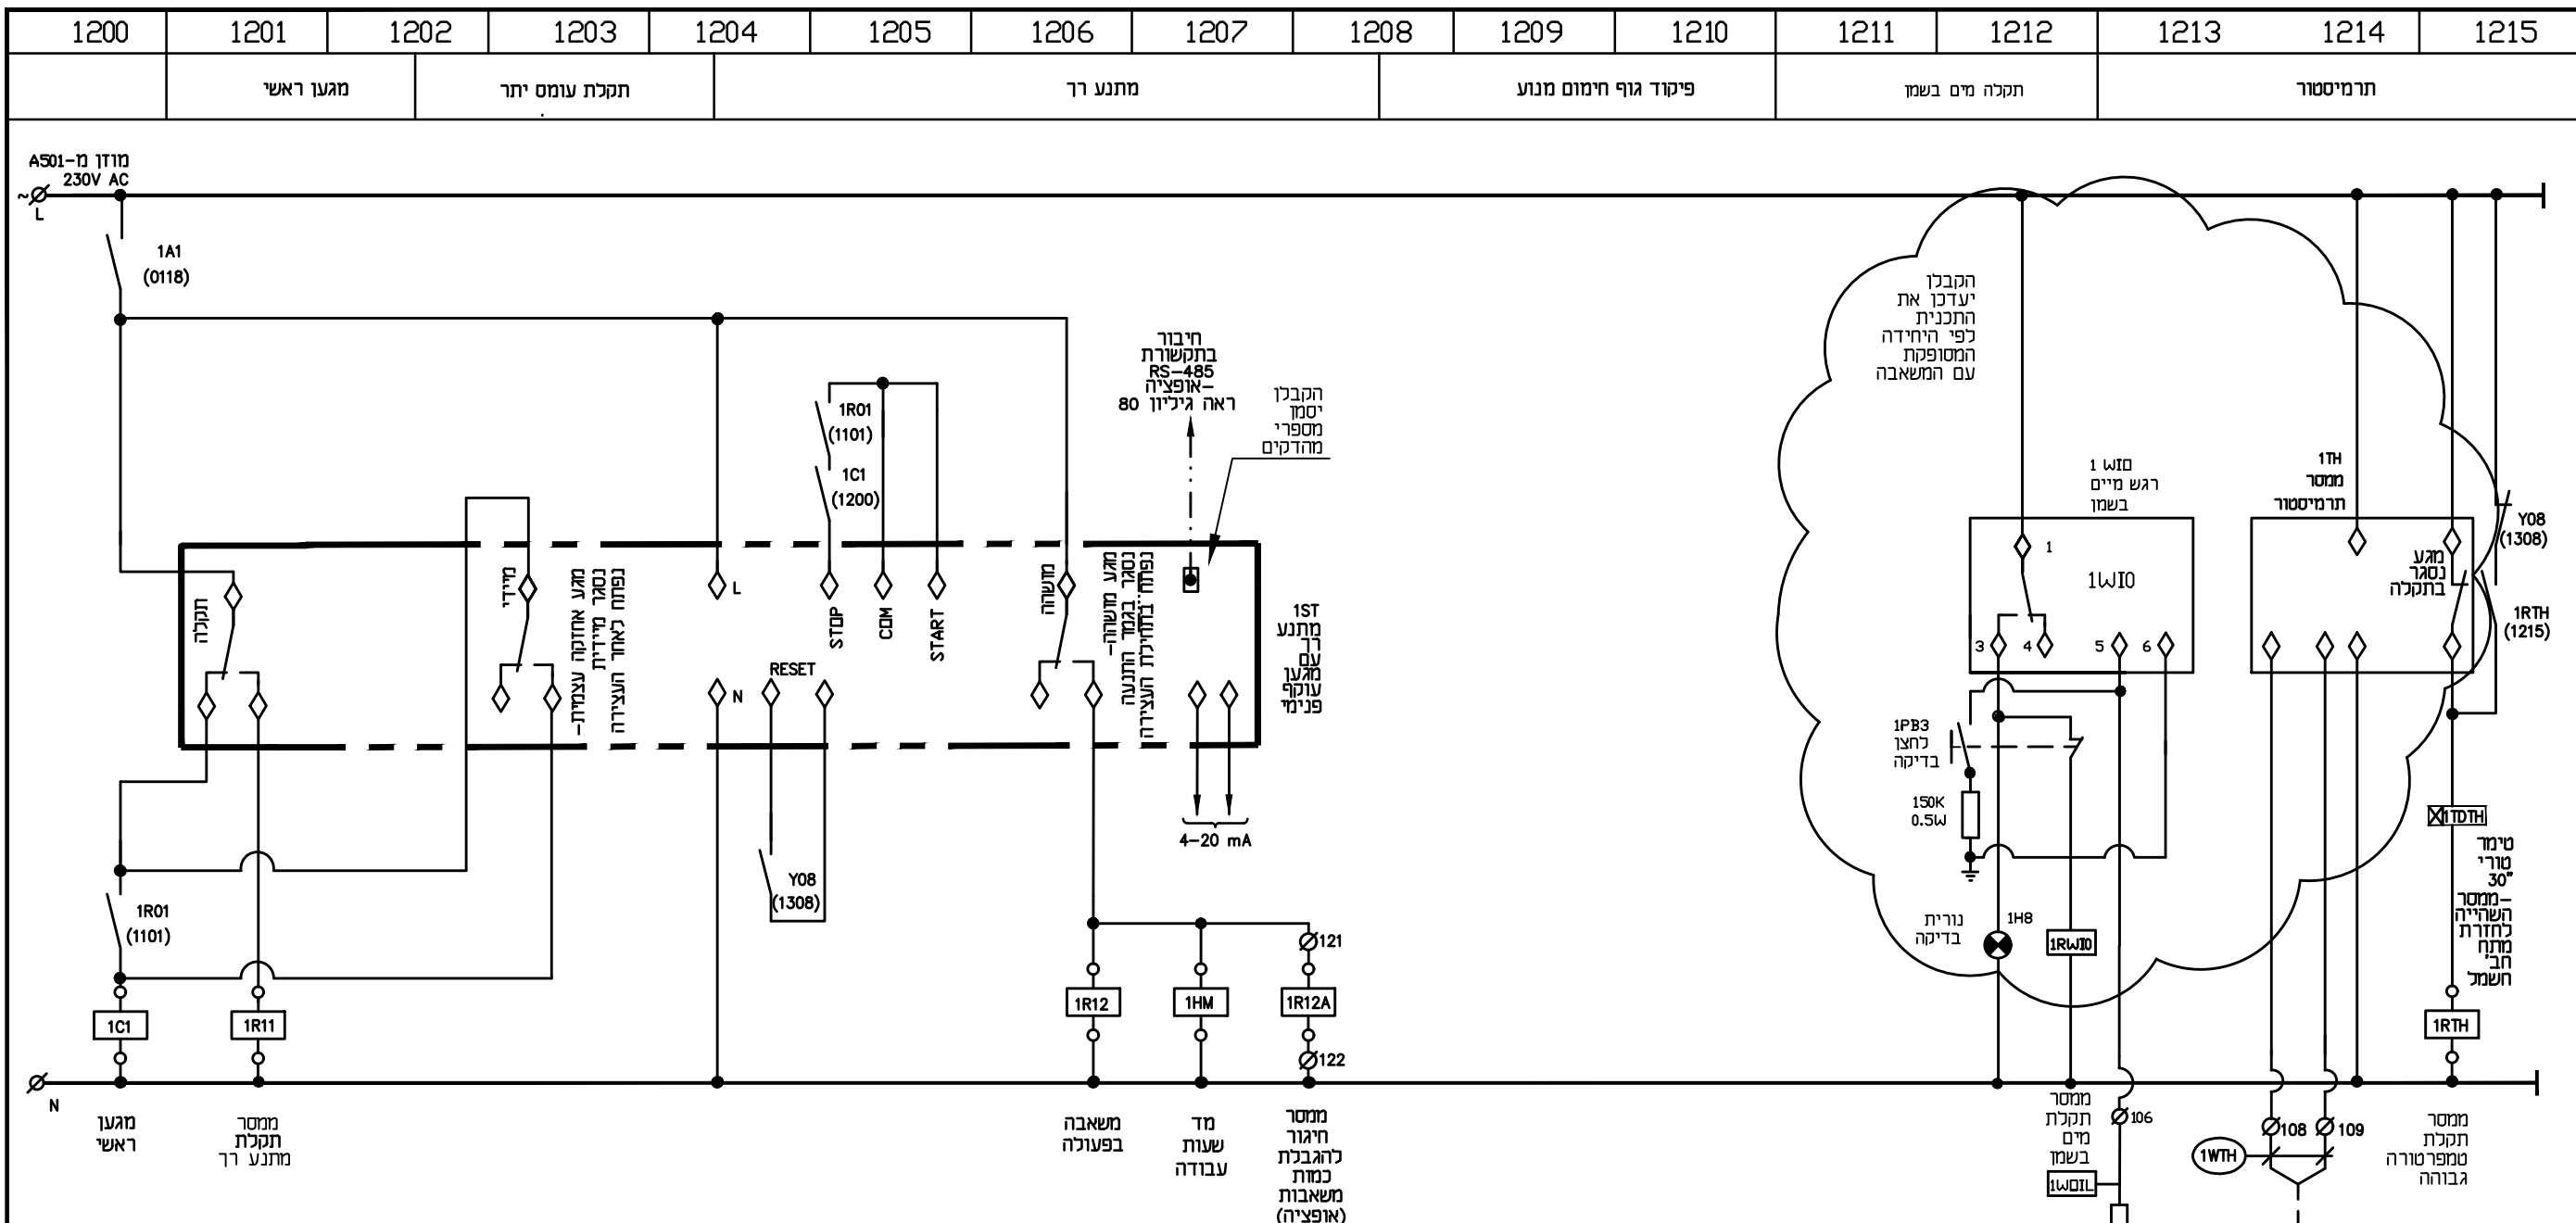 1200 1201 1202 1203 1204 1205 1206 1207 1208 1209 1210 1211 1212 1213 1214 1215
מגען ראשי
תקלת עומס יתר
מתנע רך
פיקוד גוף חימום מנוע
תקלה מים בשמן
תרמיסטור
מוזן מ-A501
230V AC
~
L
1A1
(0118)
תקלה
1R01
(1101)
1C1
1R11
N
מגען
ראשי
ממסר
תקלת
מתנע רך
מיידי
מגע אחזקה עצמית-
נסגר מיידית
נפתח לאחר העצירה
L
N
RESET
Y08
(1308)
1R01
(1101)
1C1
(1200)
STOP
COM
START
מושהה
מגע מושהה-
נסגר בגמר התנעה
נפתח בתחילת העצירה
חיבור
בתקשורת
RS-485
-אופציה
ראה גיליון 80
הקבלן
יסמן
מספרי
מהדקים
1ST
מתנע
רך
עם
מגען
עוקף
פנימי
4-20 mA
121
1R12
1HM
1R12A
122
משאבה
בפעולה
מד
שעות
עבודה
ממסר
חיגור
להגבלת
כמות
משאבות
(אופציה)
הקבלן
יעדכן את
התכנית
לפי היחידה
המסופקת
עם המשאבה
1 WIO
רגש מיים
בשמן
1
1WIO
3
4
5
6
1PB3
לחצן
בדיקה
150K
0.5W
נורית
בדיקה
1H8
1RWIO
ממסר
תקלת
מים
בשמן
106
1WOIL
1TH
ממסר
תרמיסטור
מגע
נסגר
בתקלה
Y08
(1308)
1RTH
(1215)
1TDTH
טימר
טורי
30"
-ממסר
השהייה
לחזרת
מתח
חב'
חשמל
1RTH
108
109
1WTH
ממסר
תקלת
טמפרטורה
גבוהה